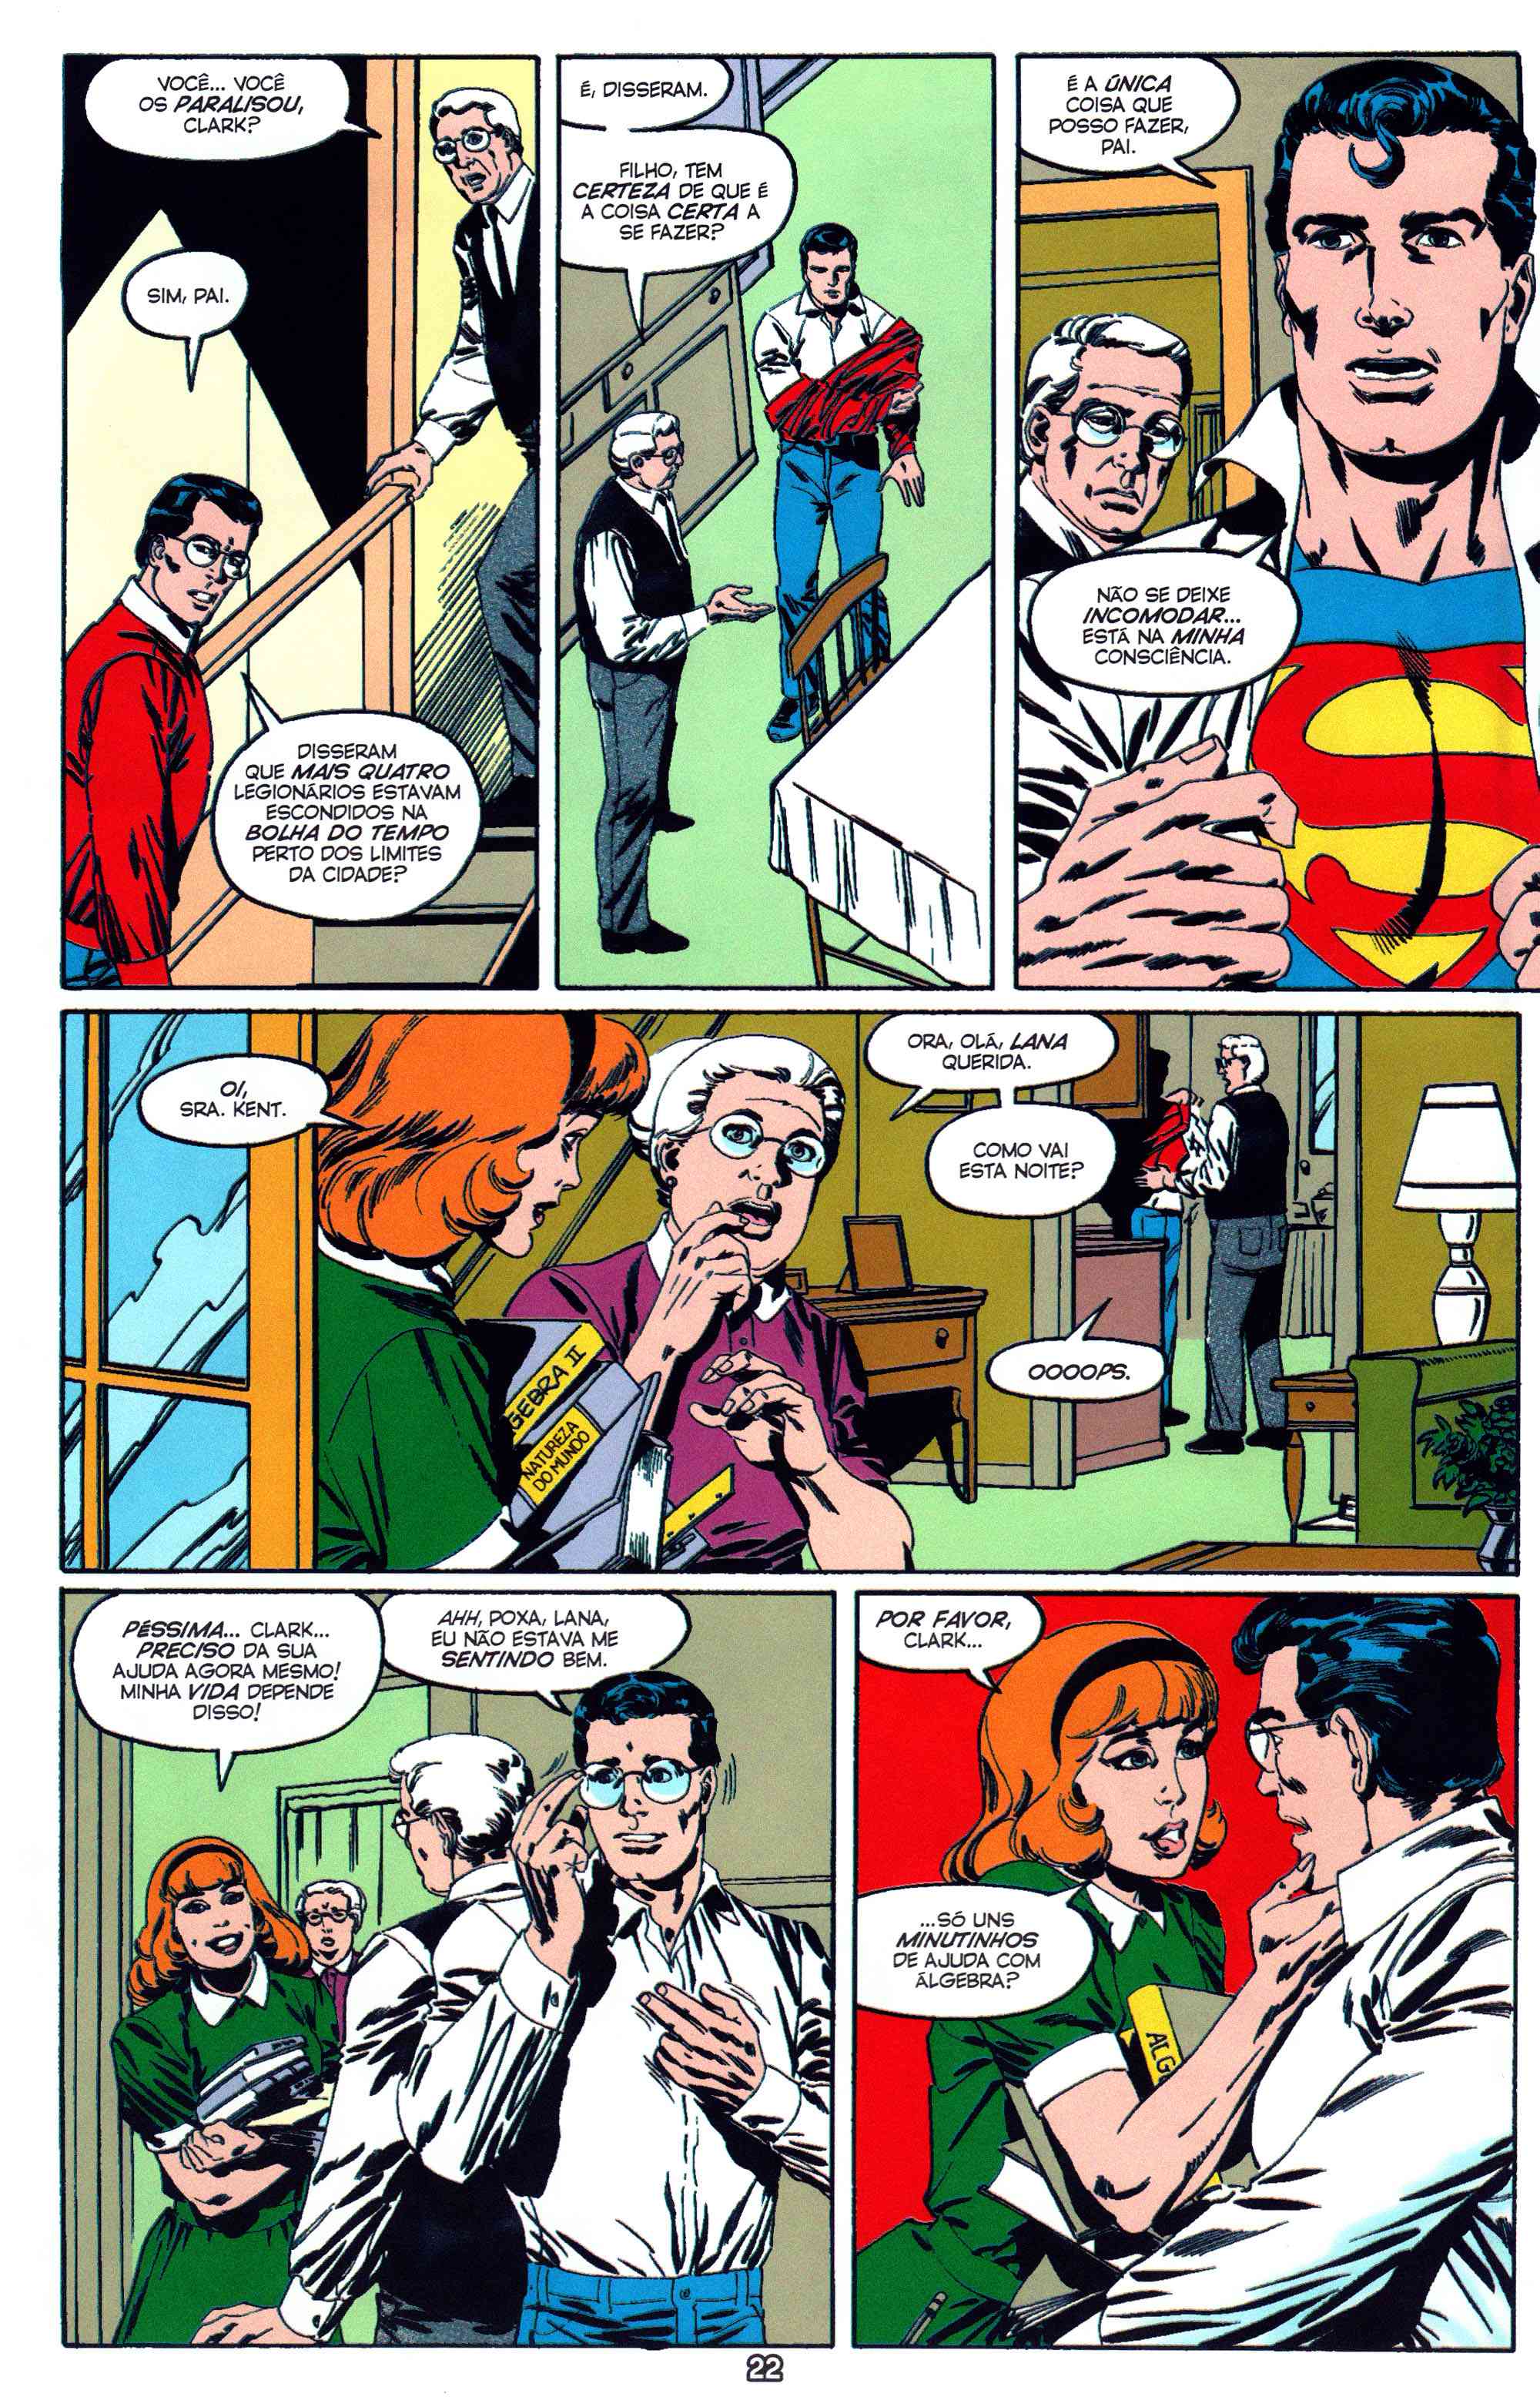 VOCÊ... VOCÊ
OS PARALISOU,
CLARK?
SIM, PAI.
DISSERAM
QUE MAIS QUATRO
LEGIONÁRIOS ESTAVAM
ESCONDIDOS NA
BOLHA DO TEMPO
PERTO DOS LIMITES
DA CIDADE?
É, DISSERAM.
FILHO, TEM
CERTEZA DE QUE É
A COISA CERTA A
SE FAZER?
É A ÚNICA
COISA QUE
POSSO FAZER,
PAI.
NÃO SE DEIXE
INCOMODAR...
ESTÁ NA MINHA
CONSCIÊNCIA.
S
OI,
SRA. KENT.
ORA, OLÁ, LANA
QUERIDA.
COMO VAI
ESTA NOITE?
OOOOPS.
GEBRA II
NATUREZA
DO MUNDO
PÉSSIMA... CLARK...
PRECISO DA SUA
AJUDA AGORA MESMO!
MINHA VIDA DEPENDE
DISSO!
AHH, POXA, LANA,
EU NÃO ESTAVA ME
SENTINDO BEM.
POR FAVOR,
CLARK...
...SÓ UNS
MINUTINHOS
DE AJUDA COM
ÁLGEBRA?
ALG
22